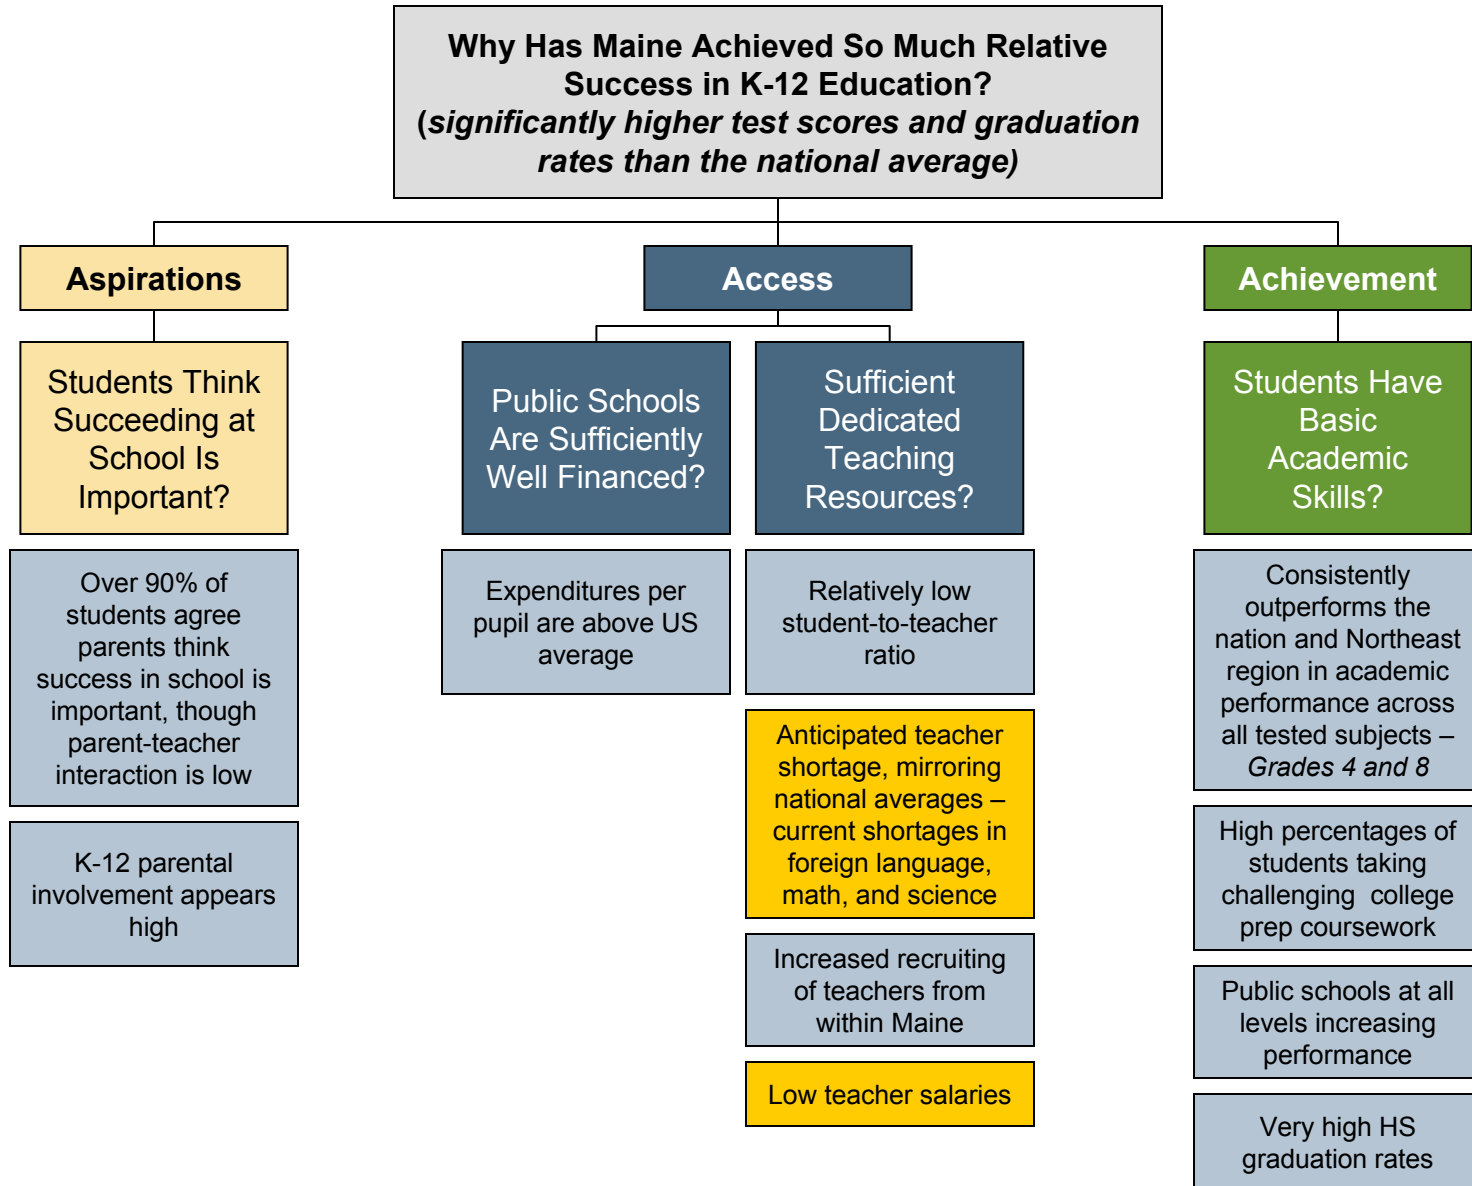 Why Has Maine Achieved So Much Relative
Success in K-12 Education?
(significantly higher test scores and graduation
rates than the national average)
Aspirations
Students Think
Succeeding at
School Is
Important?
Over 90% of
students agree
parents think
success in school is
important, though
parent-teacher
interaction is low
K-12 parental
involvement appears
high
Access
Public Schools
Are Sufficiently
Well Financed?
Expenditures per
pupil are above US
average
Sufficient
Dedicated
Teaching
Resources?
Relatively low
student-to-teacher
ratio
Anticipated teacher
shortage, mirroring
national averages –
current shortages in
foreign language,
math, and science
Increased recruiting
of teachers from
within Maine
Low teacher salaries
Achievement
Students Have
Basic
Academic
Skills?
Consistently
outperforms the
nation and Northeast
region in academic
performance across
all tested subjects –
Grades 4 and 8
High percentages of
students taking
challenging  college
prep coursework
Public schools at all
levels increasing
performance
Very high HS
graduation rates